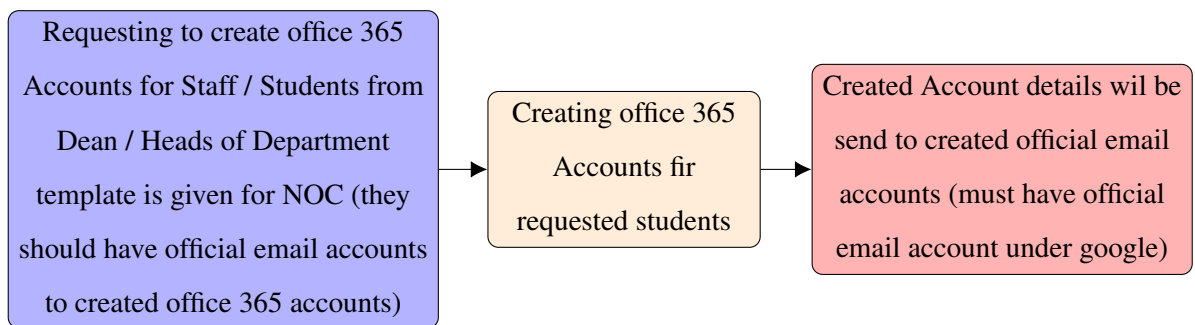 Requesting to create office 365
Accounts for Staff / Students from
Dean / Heads of Department
template is given for NOC (they
should have official email accounts
to created office 365 accounts)
Creating office 365
Accounts fir
requested students
Created Account details wil be
send to created official email
accounts (must have official
email account under google)